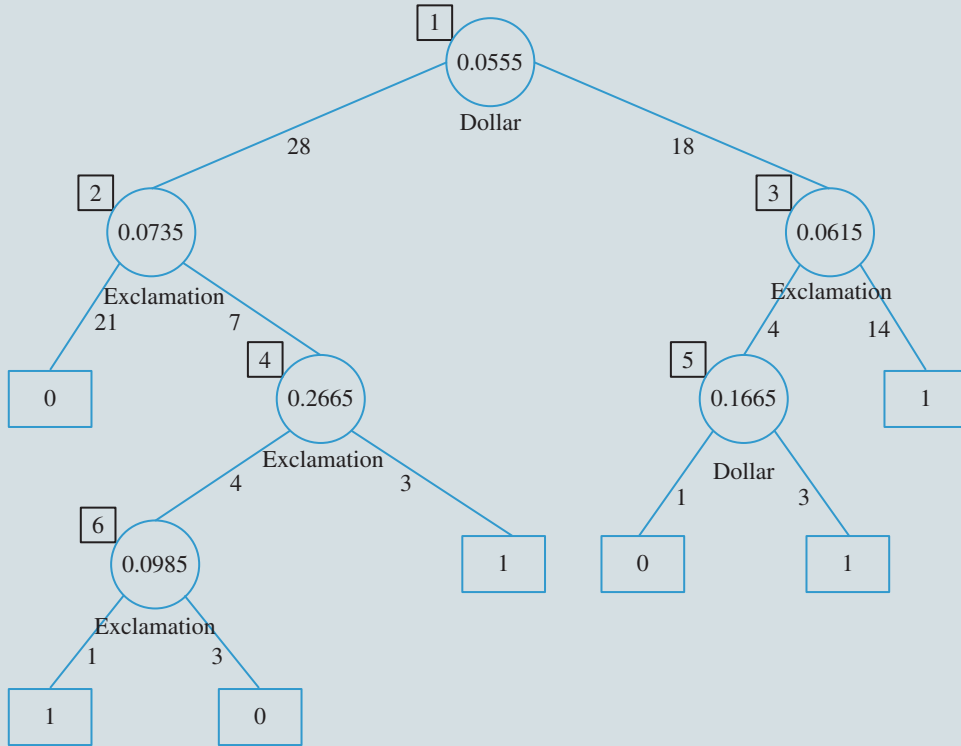 1
0.0555
Dollar
28 18
2 3
0.0735 0.0615
Exclamation Exclamation
21 7 4 14
4 5
0 0.2665 0.1665 1
Exclamation Dollar
4 3 1 3
6
0.0985 1 0 1
Exclamation
1 3
1 0